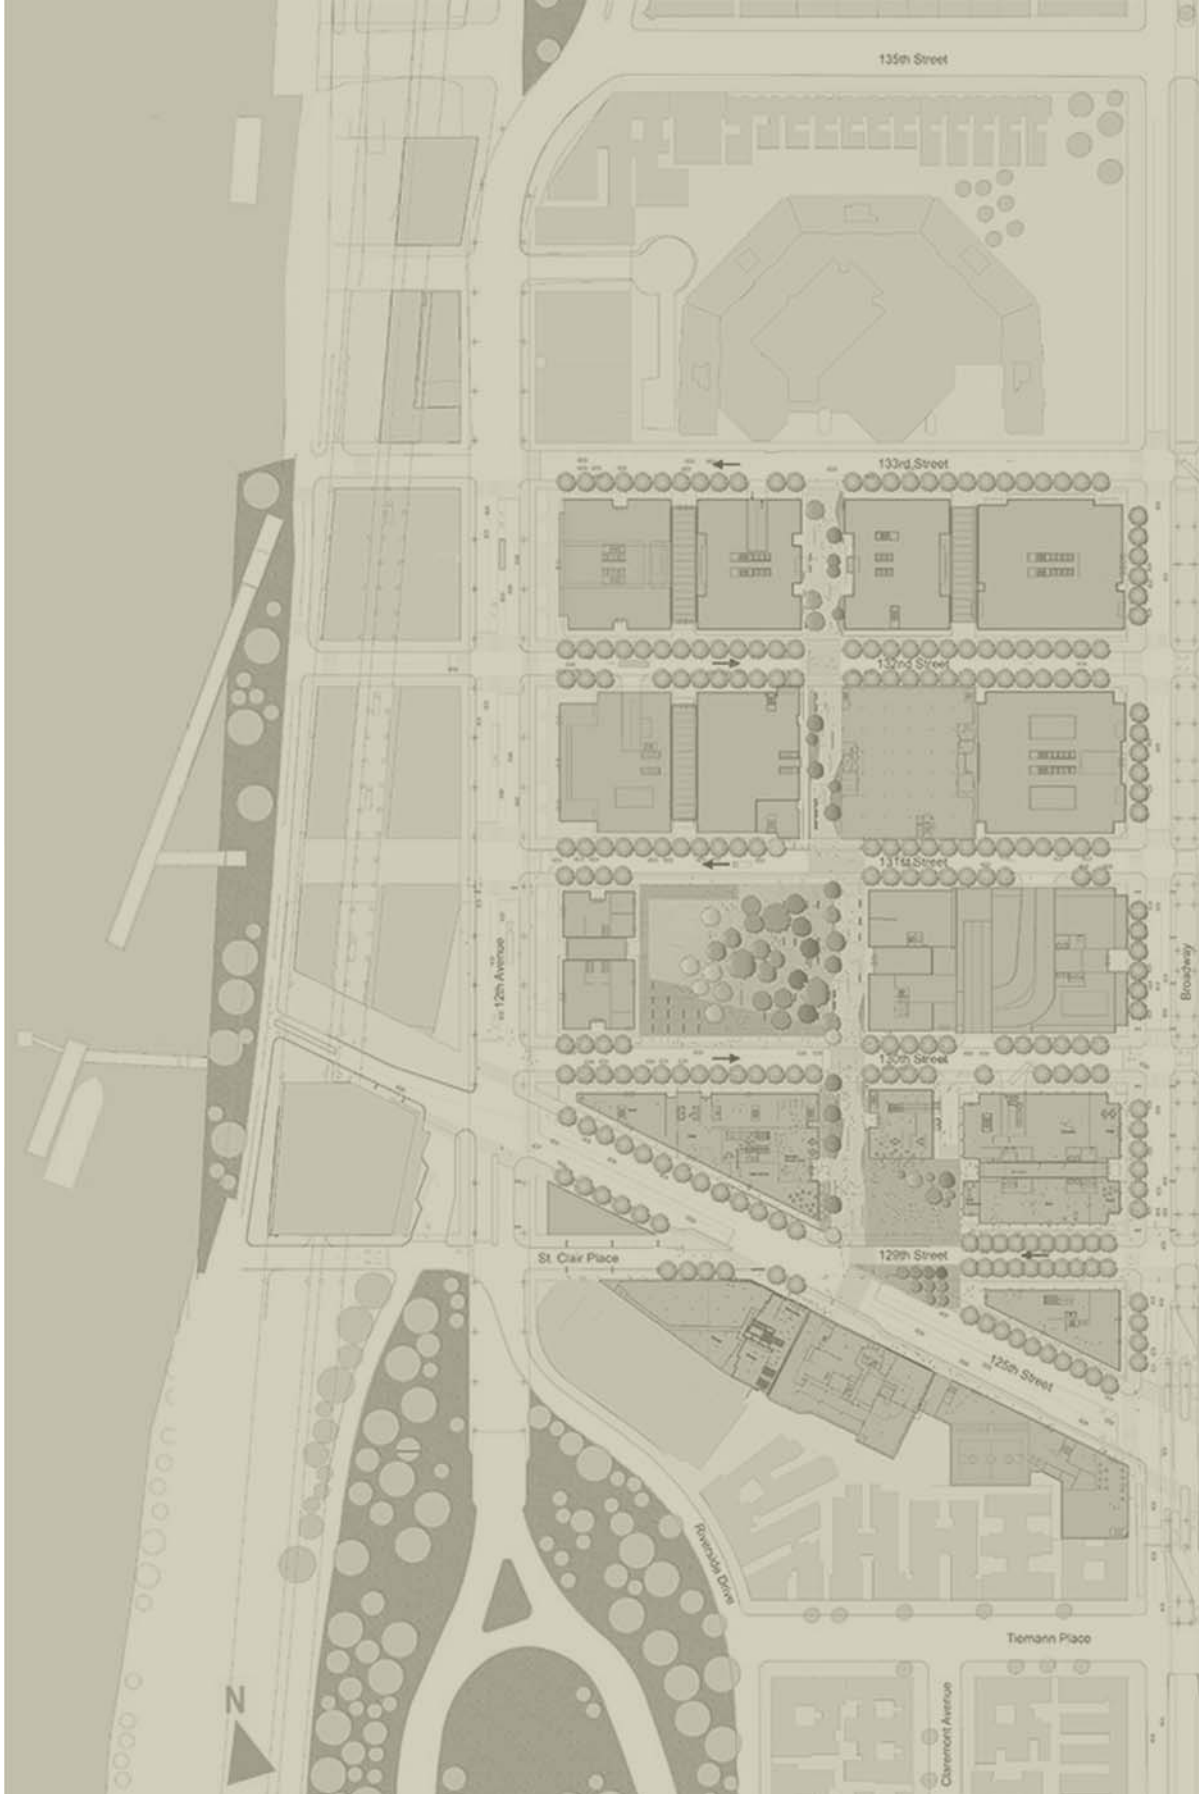 135th Street
133rd Street
132nd Street
131st Street
12th Avenue
Broadway
130th Street
129th Street
St. Clair Place
125th Street
Riverside Drive
Tiemann Place
N
Claremont Avenue